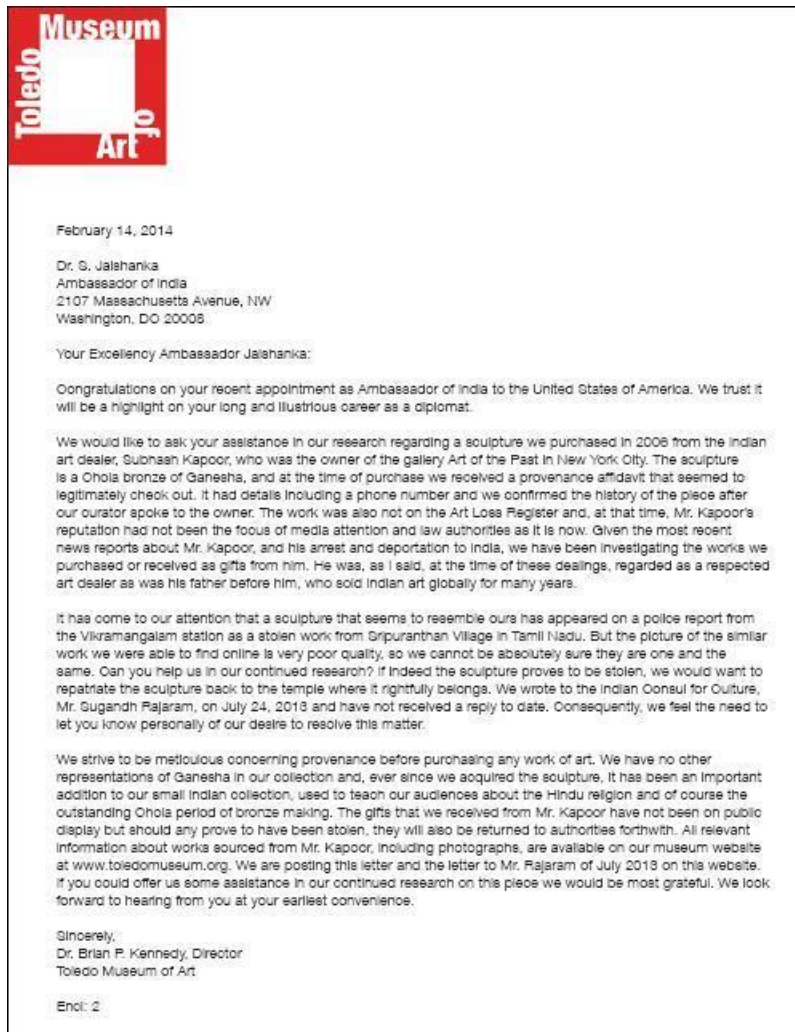 Toledo Museum of Art
February 14, 2014
Dr. S. Jaishanka
Ambassador of India
2107 Massachusetts Avenue, NW
Washington, DC 20008
Your Excellency Ambassador Jaishanka:
Congratulations on your recent appointment as Ambassador of India to the United States of America. We trust it
will be a highlight on your long and illustrious career as a diplomat.
We would like to ask your assistance in our research regarding a sculpture we purchased in 2006 from the Indian
art dealer, Subhash Kapoor, who was the owner of the gallery Art of the Past in New York City. The sculpture
is a Chola bronze of Ganesha, and at the time of purchase we received a provenance affidavit that seemed to
legitimately check out. It had details including a phone number and we confirmed the history of the piece after
our curator spoke to the owner. The work was also not on the Art Loss Register and, at that time, Mr. Kapoor's
reputation had not been the focus of media attention and law authorities as it is now. Given the most recent
news reports about Mr. Kapoor, and his arrest and deportation to India, we have been investigating the works we
purchased or received as gifts from him. He was, as I said, at the time of these dealings, regarded as a respected
art dealer as was his father before him, who sold Indian art globally for many years.
It has come to our attention that a sculpture that seems to resemble ours has appeared on a police report from
the Vikramangalam station as a stolen work from Sripuranthan Village in Tamil Nadu. But the picture of the similar
work we were able to find online is very poor quality, so we cannot be absolutely sure they are one and the
same. Can you help us in our continued research? If indeed the sculpture proves to be stolen, we would want to
repatriate the sculpture back to the temple where it rightfully belongs. We wrote to the Indian Consul for Culture,
Mr. Sugandh Rajaram, on July 24, 2013 and have not received a reply to date. Consequently, we feel the need to
let you know personally of our desire to resolve this matter.
We strive to be meticulous concerning provenance before purchasing any work of art. We have no other
representations of Ganesha in our collection and, ever since we acquired the sculpture, it has been an important
addition to our small Indian collection, used to teach our audiences about the Hindu religion and of course the
outstanding Chola period of bronze making. The gifts that we received from Mr. Kapoor have not been on public
display but should any prove to have been stolen, they will also be returned to authorities forthwith. All relevant
information about works sourced from Mr. Kapoor, including photographs, are available on our museum website
at www.toledomuseum.org. We are posting this letter and the letter to Mr. Rajaram of July 2013 on this website.
If you could offer us some assistance in our continued research on this piece we would be most grateful. We look
forward to hearing from you at your earliest convenience.
Sincerely,
Dr. Brian P. Kennedy, Director
Toledo Museum of Art
Encl: 2